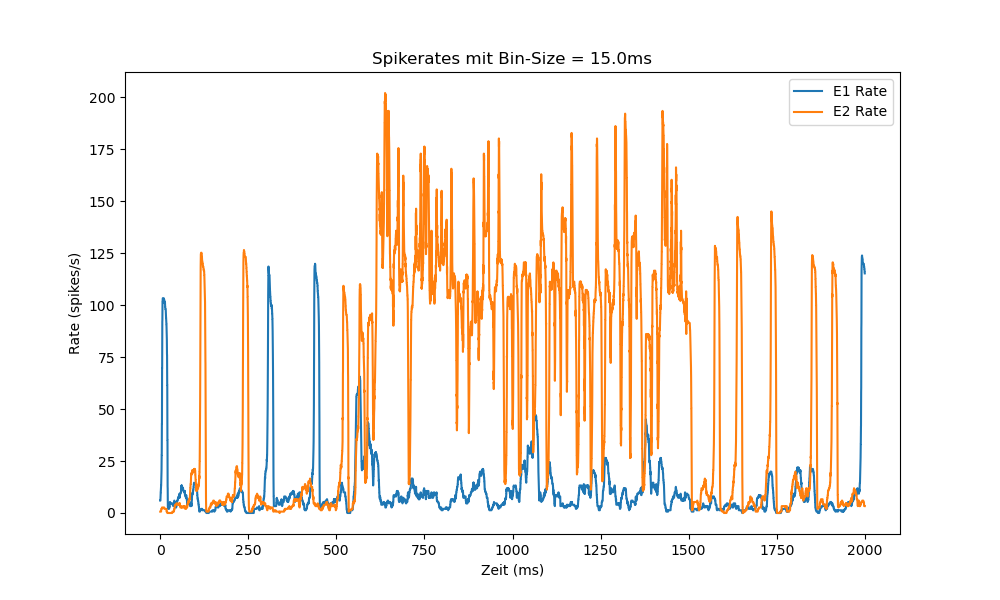 Spikerates mit Bin-Size = 15.0ms
E1 Rate
E2 Rate
200
175
150
125
100
75
50
25
0
Rate (spikes/s)
0 250 500 750 1000 1250 1500 1750 2000
Zeit (ms)